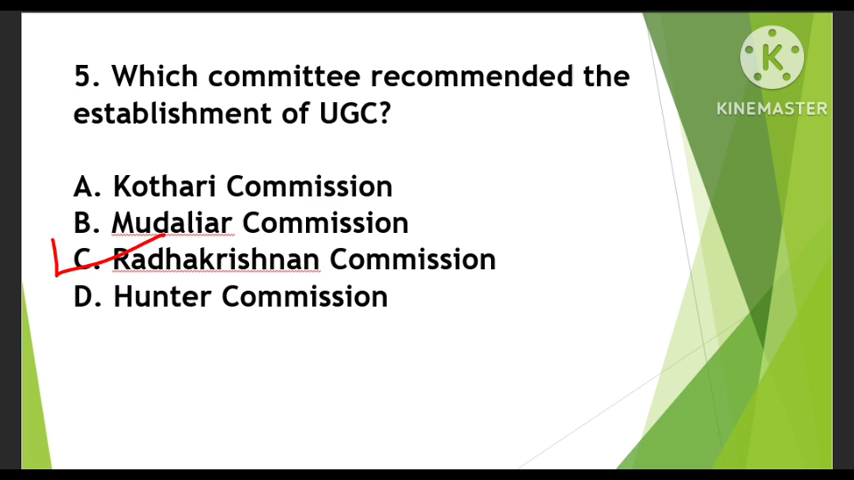 5. Which committee recommended the
establishment of UGC?
A. Kothari Commission
B. Mudaliar Commission
C. Radhakrishnan Commission
D. Hunter Commission
K
KINEMASTER